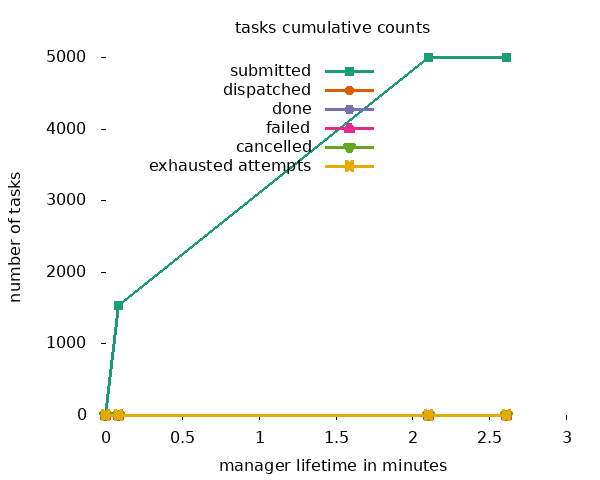 tasks cumulative counts
5000
4000
3000
2000
1000
0
number of tasks
submitted
dispatched
done
failed
cancelled
exhausted attempts
0 0.5 1 1.5 2 2.5 3
manager lifetime in minutes